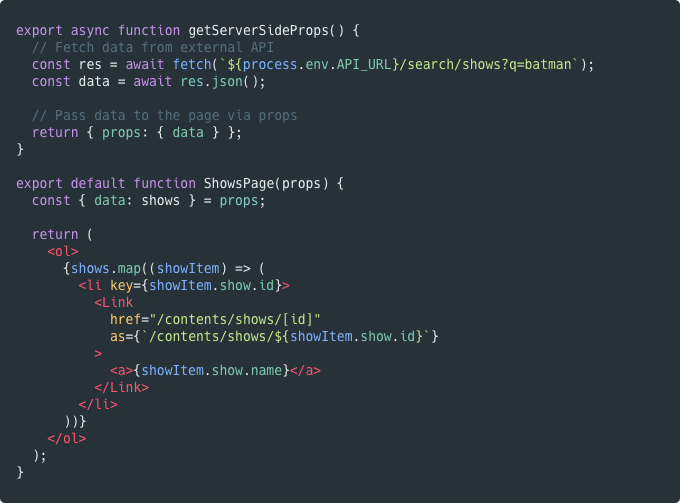 export async function getServerSideProps() {
  // Fetch data from external API
  const res = await fetch(`${process.env.API_URL}/search/shows?q=batman`);
  const data = await res.json();

  // Pass data to the page via props
  return { props: { data } };
}

export default function ShowsPage(props) {
  const { data: shows } = props;

  return (
    <ol>
      {shows.map((showItem) => (
        <li key={showItem.show.id}>
          <Link
            href="/contents/shows/[id]"
            as={`/contents/shows/${showItem.show.id}`}
          >
            <a>{showItem.show.name}</a>
          </Link>
        </li>
      ))}
    </ol>
  );
}